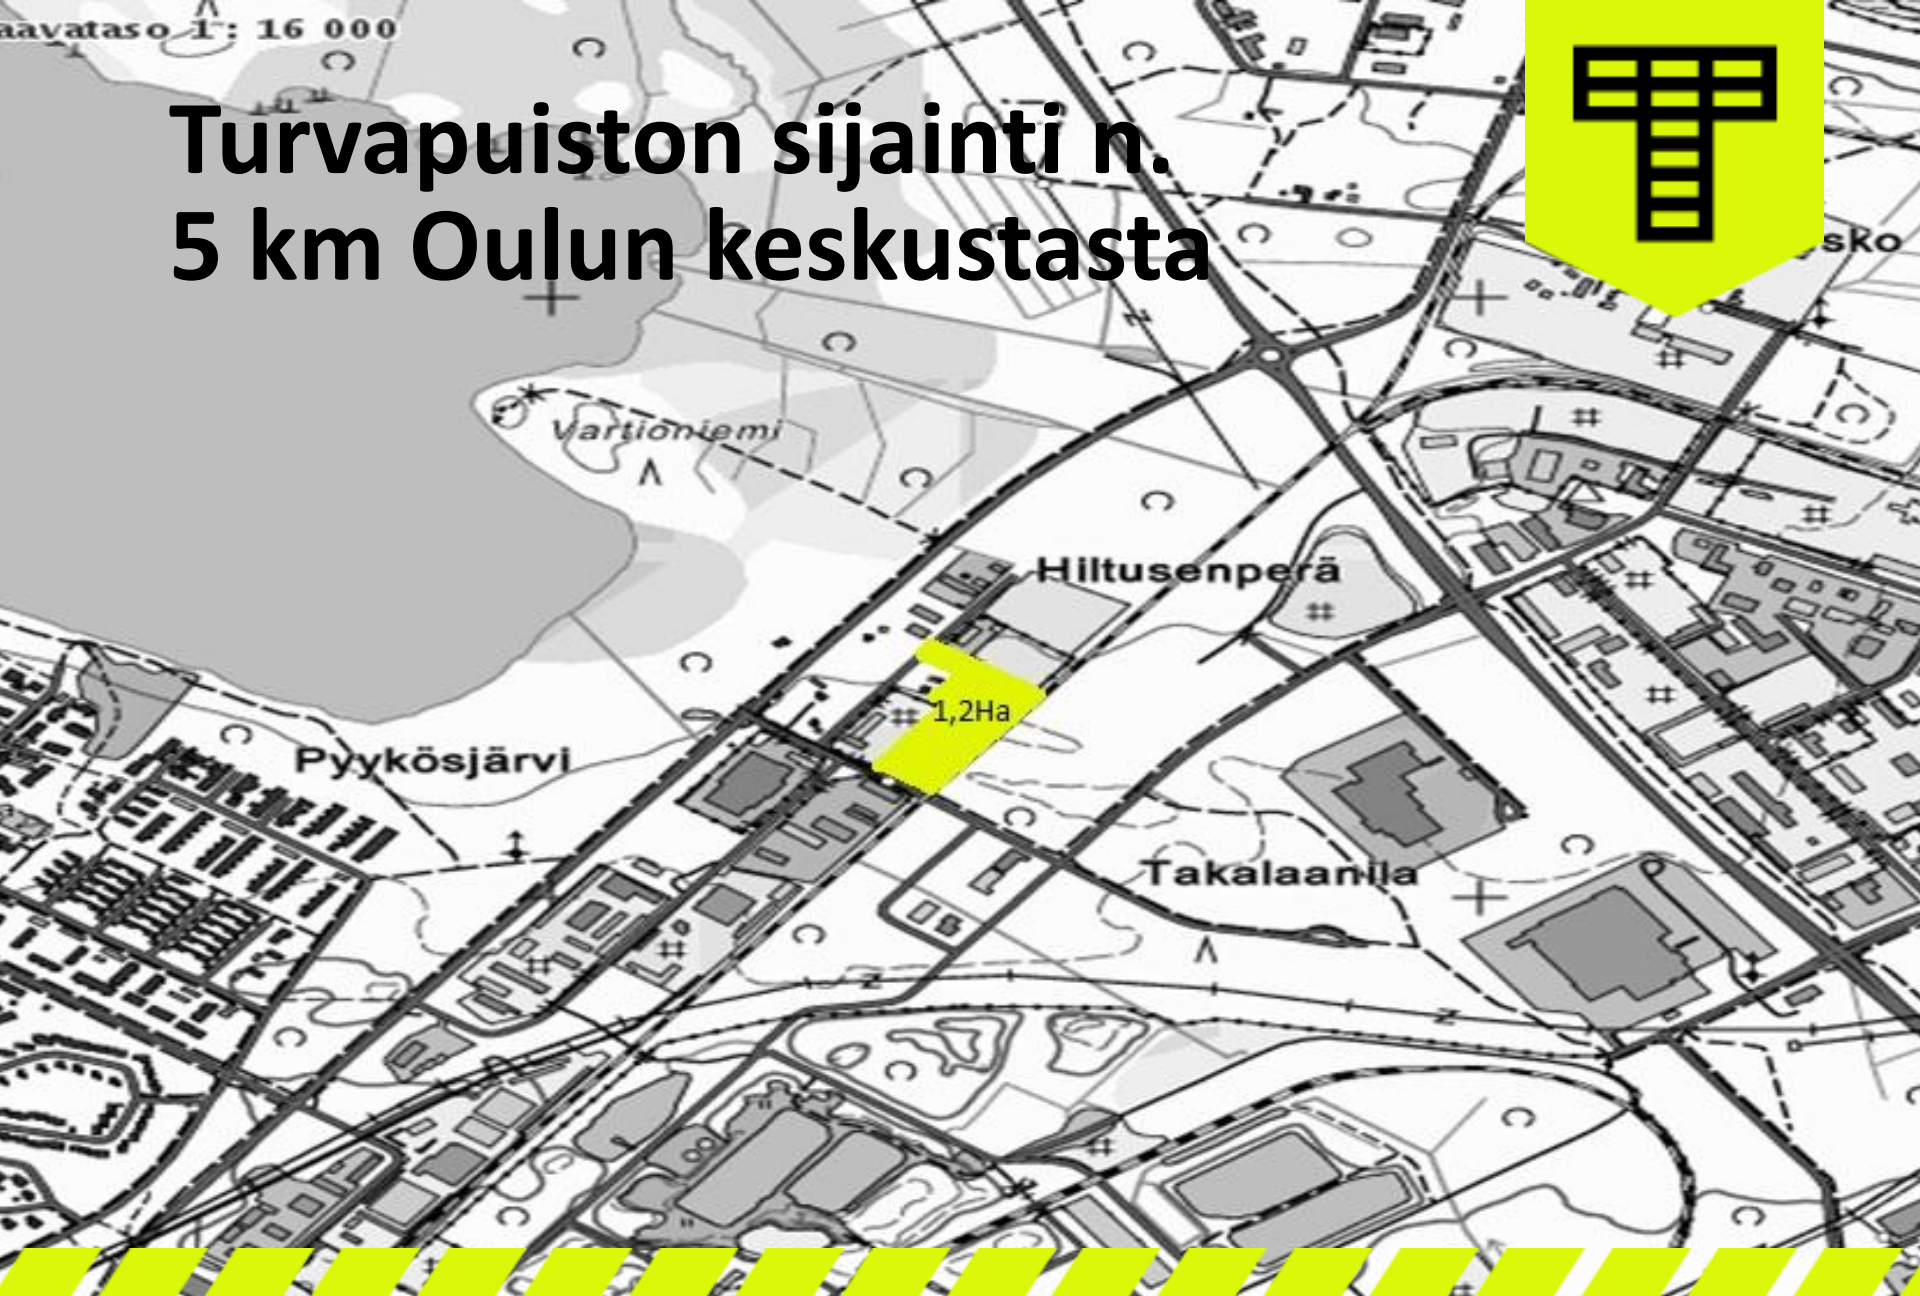 aavataso 1 : 16 000
Turvapuiston sijainti n.
5 km Oulun keskustasta
sko
Vartioniemi
Hiltusenperä
1,2Ha
Pyykösjärvi
Takalaanila